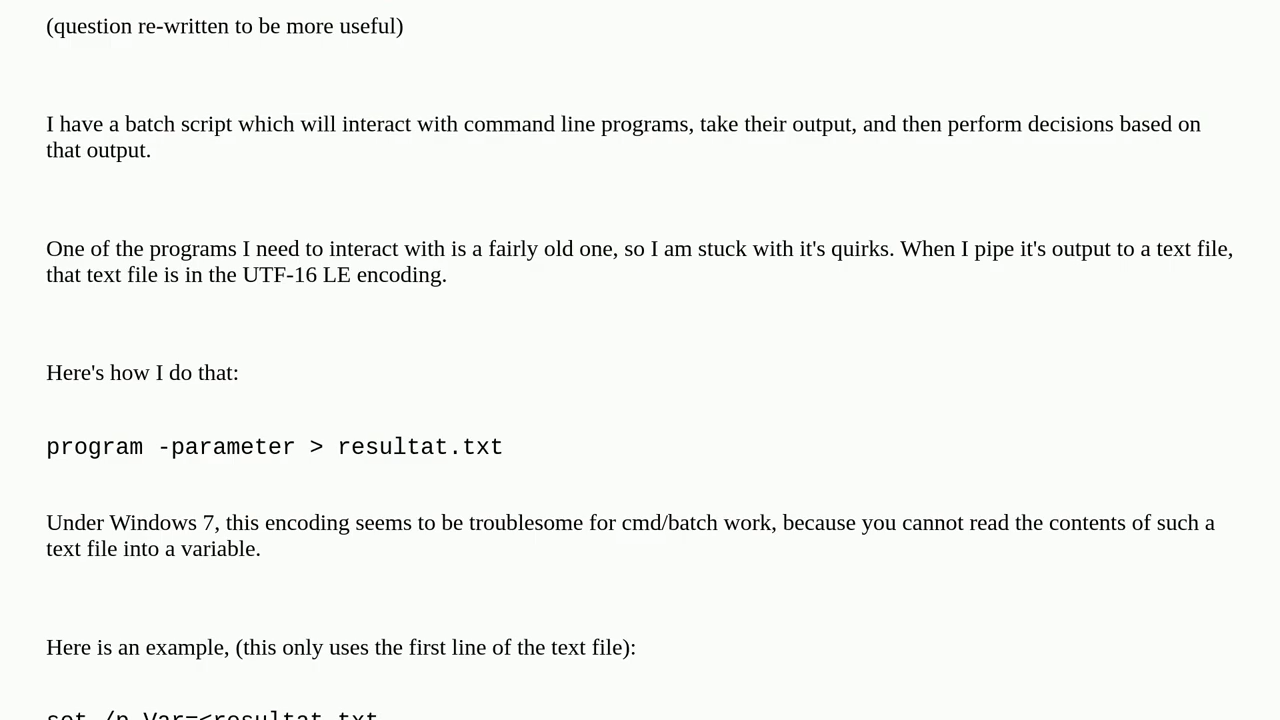 (question re-written to be more useful)
I have a batch script which will interact with command line programs, take their output, and then perform decisions based on
that output.
One of the programs I need to interact with is a fairly old one, so I am stuck with it's quirks. When I pipe it's output to a text file,
that text file is in the UTF-16 LE encoding.
Here's how I do that:
program -parameter > resultat.txt
Under Windows 7, this encoding seems to be troublesome for cmd/batch work, because you cannot read the contents of such a
text file into a variable.
Here is an example, (this only uses the first line of the text file):
set /p Var=<resultat.txt